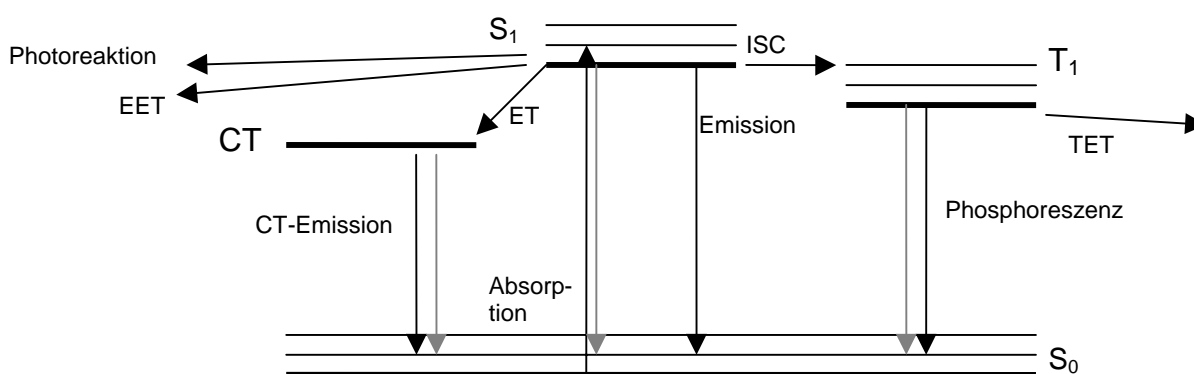 S₁
ISC
Photoreaktion
T₁
EET
ET
Emission
CT
TET
CT-Emission
Phosphoreszenz
Absorp-
tion
S₀